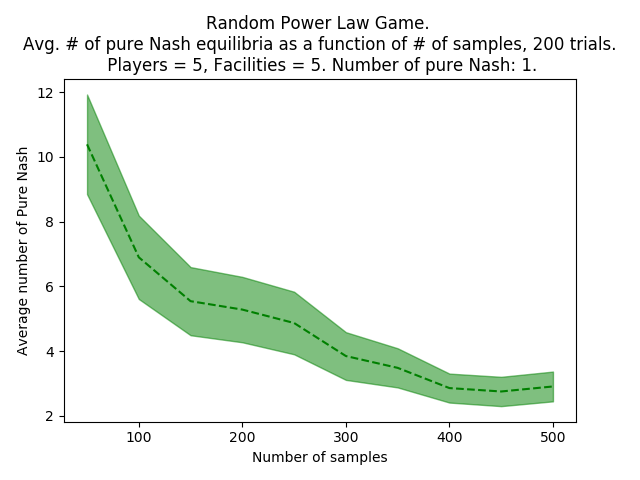 Random Power Law Game.
Avg. # of pure Nash equilibria as a function of # of samples, 200 trials.
Players = 5, Facilities = 5. Number of pure Nash: 1.
12
10
8
6
4
2
Average number of Pure Nash
100 200 300 400 500
Number of samples